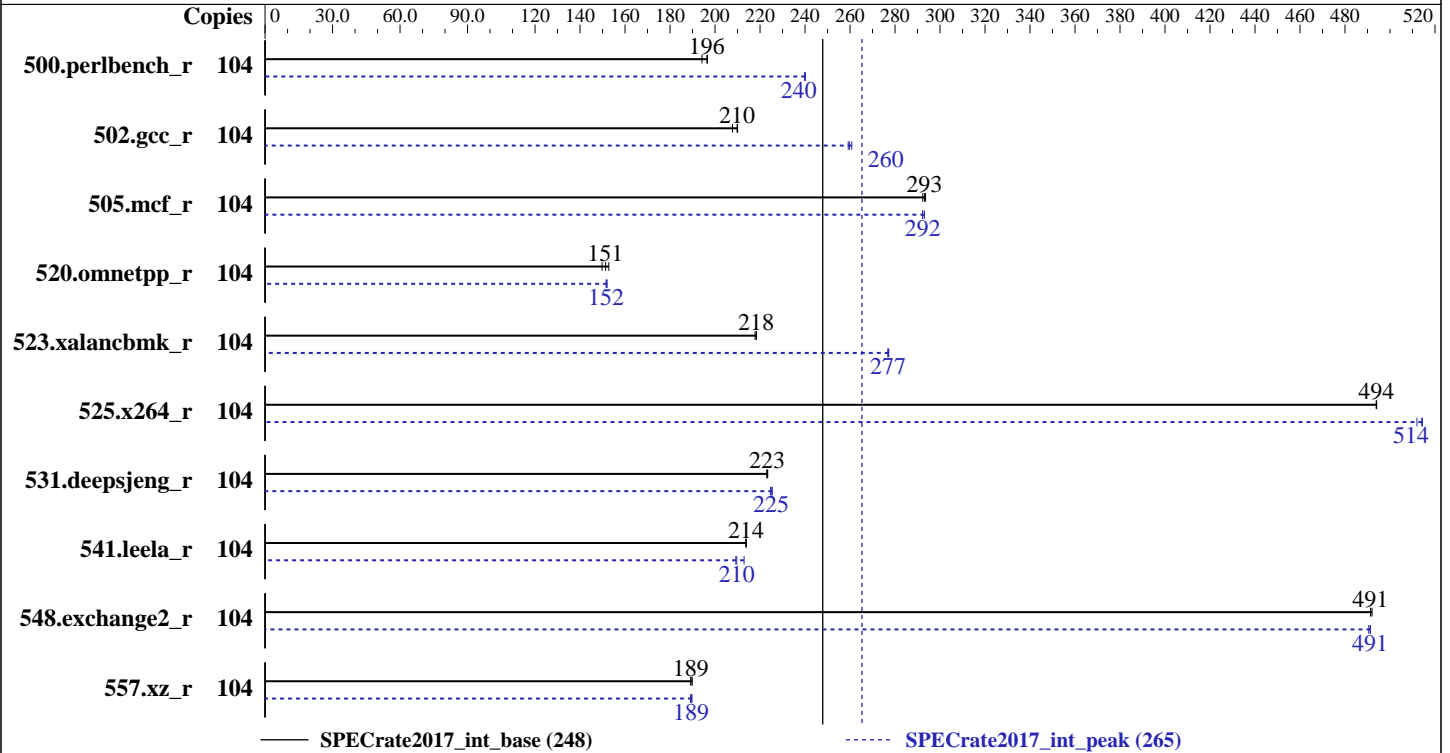 Copies 0 30.0 60.0 90.0 120 140 160 180 200 220 240 260 280 300 320 340 360 380 400 420 440 460 480 520
196
500.perlbench_r 104
240
210
502.gcc_r 104
260
293
505.mcf_r 104
292
151
520.omnetpp_r 104
152
218
523.xalancbmk_r 104
277
494
525.x264_r 104
514
223
531.deepsjeng_r 104
225
214
541.leela_r 104
210
491
548.exchange2_r 104
491
189
557.xz_r 104
189
SPECrate2017_int_base (248) SPECrate2017_int_peak (265)